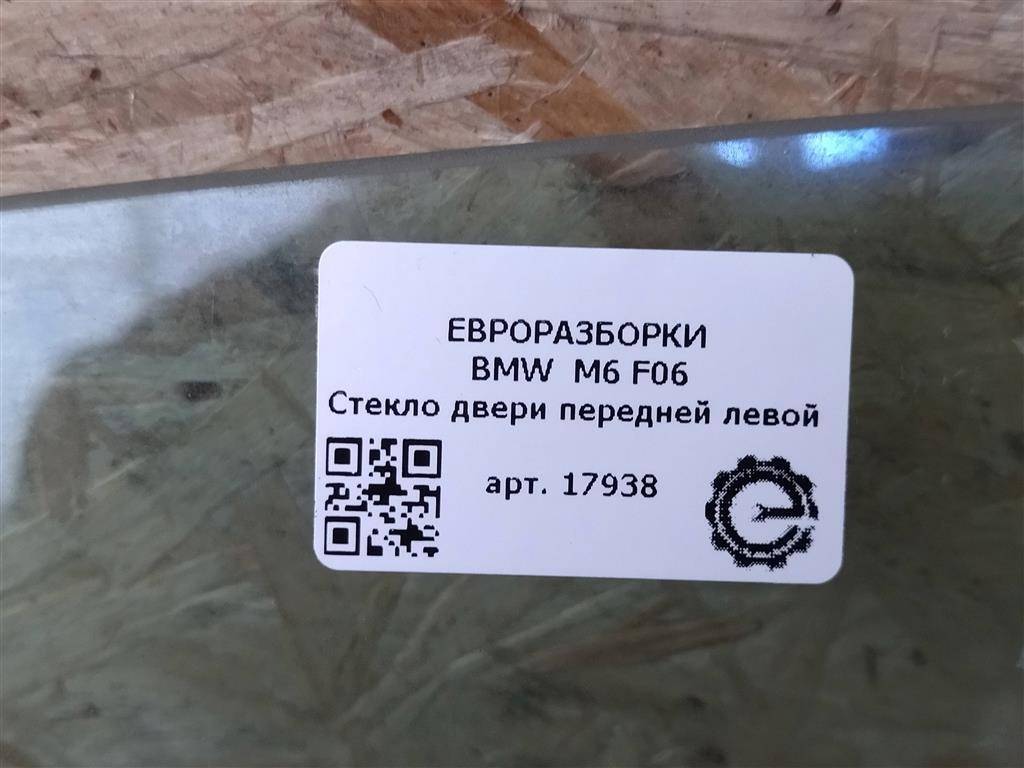 ЕВРОРАЗБОРКИ
BMW M6 F06
Стекло двери передней левой
арт. 17938